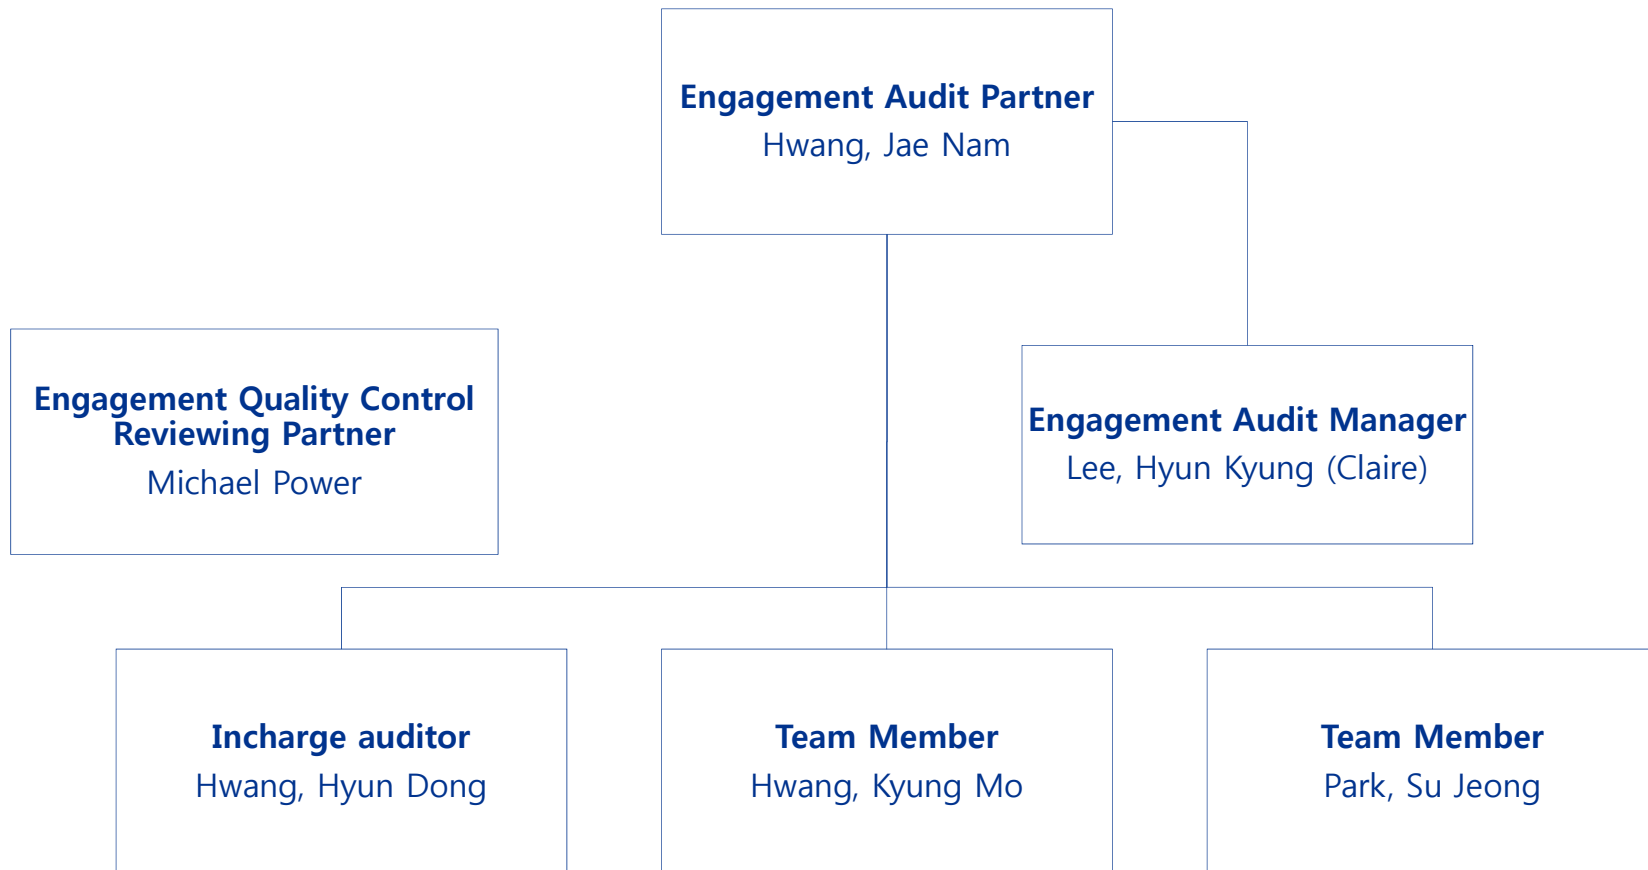 Engagement Audit Partner
Hwang, Jae Nam
Engagement Quality Control
Reviewing Partner
Michael Power
Engagement Audit Manager
Lee, Hyun Kyung (Claire)
Incharge auditor
Hwang, Hyun Dong
Team Member
Hwang, Kyung Mo
Team Member
Park, Su Jeong